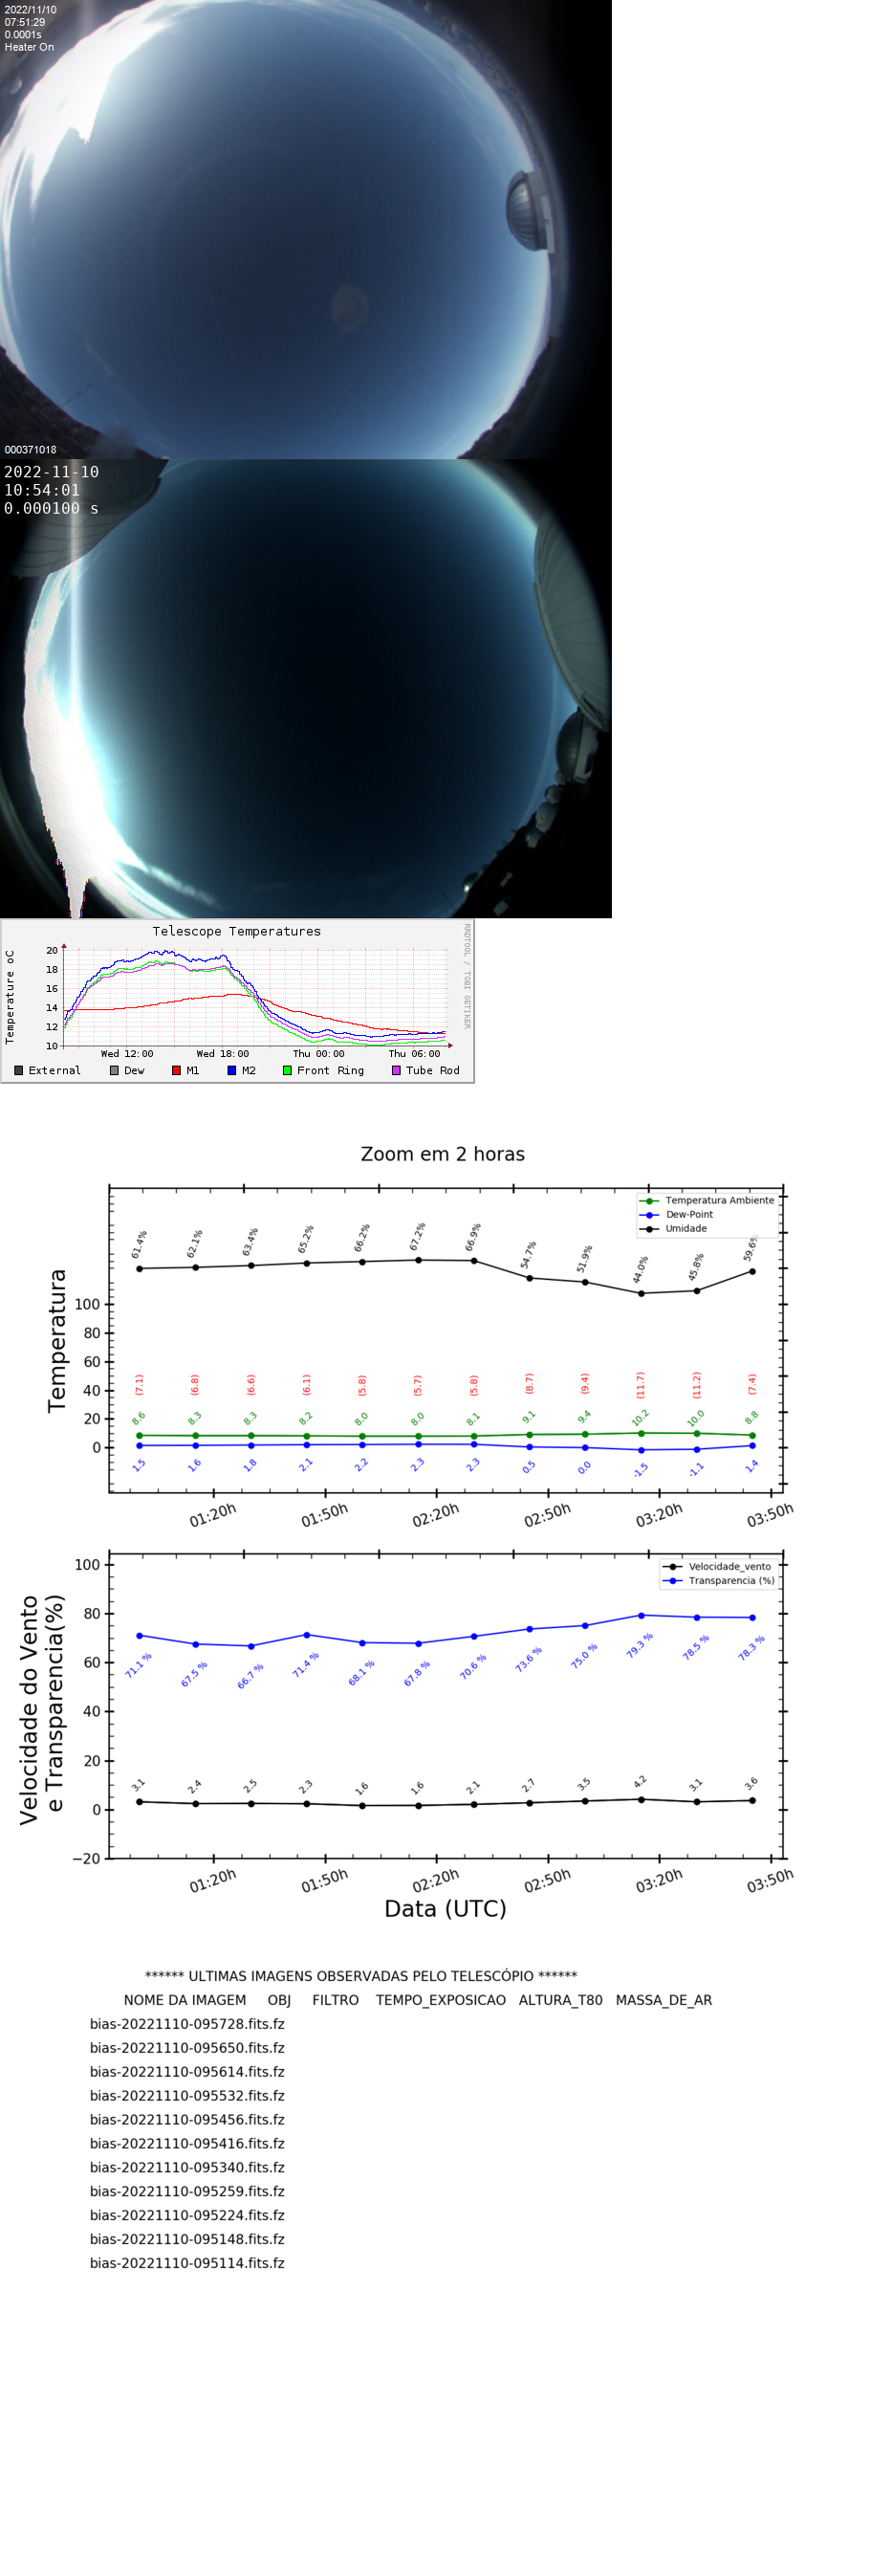 2022/11/10
07:51:29
0.0001s
Heater On
000371018
2022-11-10
10:54:01
0.000100 s
Telescope Temperatures
RRDTOOL / TOBI OETIKER
Temperature oC
20
18
16
14
12
10
Wed 12:00 Wed 18:00 Thu 00:00 Thu 06:00
External Dew M1 M2 Front Ring Tube Rod
Zoom em 2 horas
Temperatura Ambiente
Dew-Point
Umidade
Temperatura
61.4% 62.1% 63.4% 65.2% 66.2% 67.2% 66.9% 54.7% 51.9% 44.0% 45.8% 59.6%
100
80
60
40
20
0
(7.1) (6.8) (6.6) (6.1) (5.8) (5.7) (5.8) (8.7) (9.4) (11.7) (11.2) (7.4)
8.6 8.3 8.3 8.2 8.0 8.0 8.1 9.1 9.4 10.2 10.0 8.8
1.5 1.6 1.8 2.1 2.2 2.3 2.3 0.5 0.0 -1.5 -1.1 1.4
01:20h 01:50h 02:20h 02:50h 03:20h 03:50h
Velocidade_vento
Transparencia (%)
Velocidade do Vento
e Transparencia(%)
100
80
60
40
20
0
−20
71.1 % 67.5 % 66.7 % 71.4 % 68.1 % 67.8 % 70.6 % 73.6 % 75.0 % 79.3 % 78.5 % 78.3 %
3.1 2.4 2.5 2.3 1.6 1.6 2.1 2.7 3.5 4.2 3.1 3.6
01:20h 01:50h 02:20h 02:50h 03:20h 03:50h
Data (UTC)
****** ULTIMAS IMAGENS OBSERVADAS PELO TELESCÓPIO ******
NOME DA IMAGEM OBJ FILTRO TEMPO_EXPOSICAO ALTURA_T80 MASSA_DE_AR
bias-20221110-095728.fits.fz
bias-20221110-095650.fits.fz
bias-20221110-095614.fits.fz
bias-20221110-095532.fits.fz
bias-20221110-095456.fits.fz
bias-20221110-095416.fits.fz
bias-20221110-095340.fits.fz
bias-20221110-095259.fits.fz
bias-20221110-095224.fits.fz
bias-20221110-095148.fits.fz
bias-20221110-095114.fits.fz